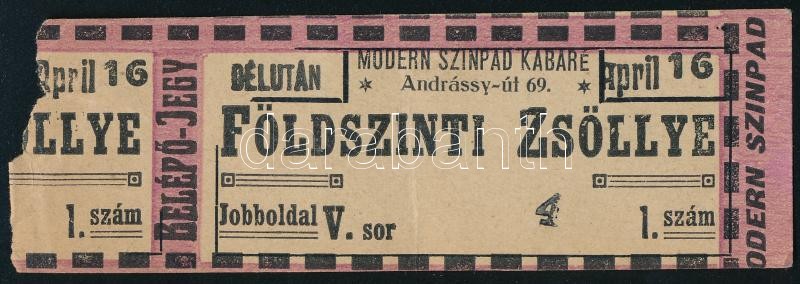 April 16
ÖLLYE
1. szám
BELÉPŐ-JEGY
DÉLUTÁN
MODERN SZINPAD KABARÉ
Andrássy-út 69.
April 16
FÖLDSZINTI ZSÖLLYE
Jobboldal V. sor
4
1. szám
darabanth
MODERN SZINPAD